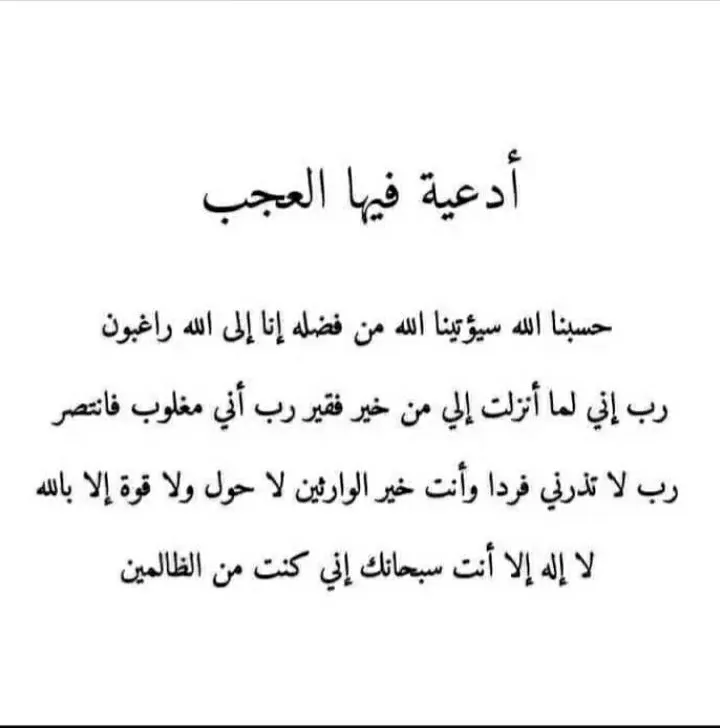 أدعية فيها العجب
حسبنا الله سيؤتينا الله من فضله إنا إلى الله راغبون
رب إني لما أنزلت إلي من خير فقير رب أني مغلوب فانتصر
رب لا تذرني فردا وأنت خير الوارثين لا حول ولا قوة إلا بالله
لا إله إلا أنت سبحانك إني كنت من الظالمين